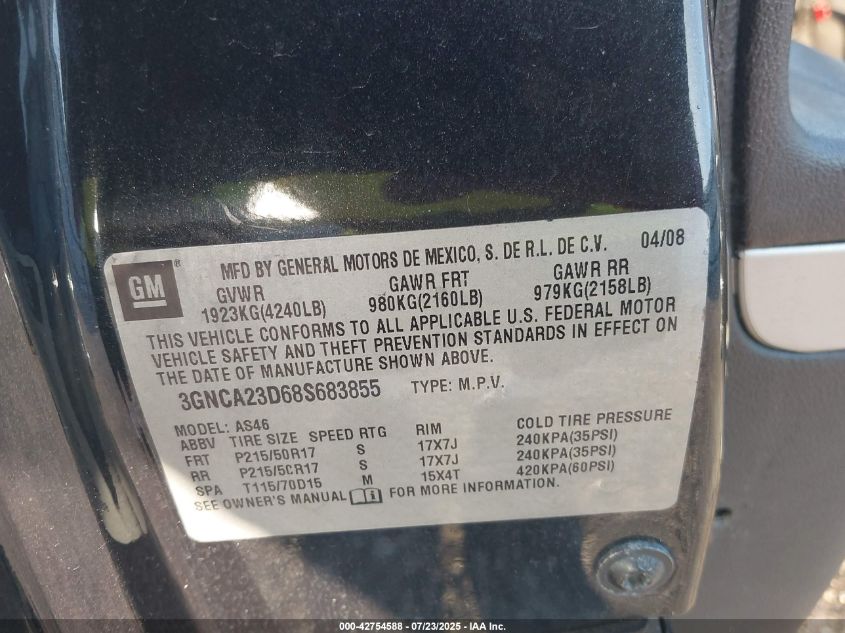 GM ®
MFD BY GENERAL MOTORS DE MEXICO, S. DE R.L. DE C.V. 04/08
GVWR GAWR FRT GAWR RR
1923KG(4240LB) 980KG(2160LB) 979KG(2158LB)
THIS VEHICLE CONFORMS TO ALL APPLICABLE U.S. FEDERAL MOTOR
VEHICLE SAFETY AND THEFT PREVENTION STANDARDS IN EFFECT ON
THE DATE OF MANUFACTURE SHOWN ABOVE.
3GNCA23D68S683855 TYPE: M.P.V.
MODEL: AS46
ABBV TIRE SIZE SPEED RTG RIM COLD TIRE PRESSURE
FRT P215/50R17 S 17X7J 240KPA(35PSI)
RR P215/50R17 S 17X7J 240KPA(35PSI)
SPA T115/70D15 M 15X4T 420KPA(60PSI)
SEE OWNER'S MANUAL FOR MORE INFORMATION.
000-42754588 - 07/23/2025 - IAA Inc.